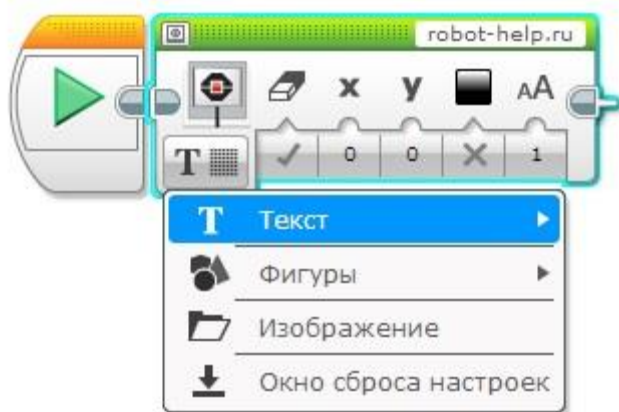 robot-help.ru
x y AA
T 0 0 1
T Текст
Фигуры
Изображение
Окно сброса настроек